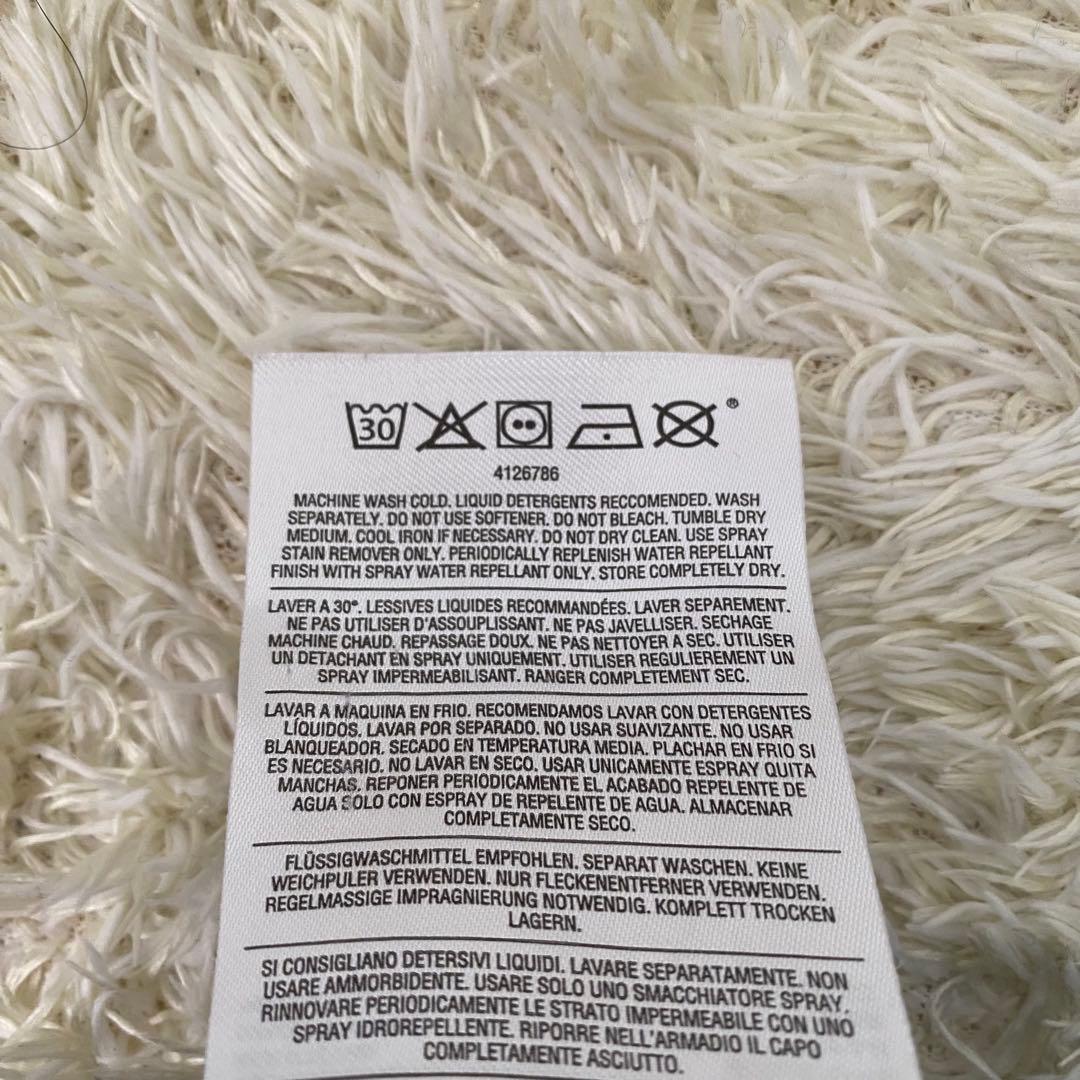 30
®
4126786
MACHINE WASH COLD. LIQUID DETERGENTS RECCOMENDED. WASH
SEPARATELY. DO NOT USE SOFTENER. DO NOT BLEACH. TUMBLE DRY
MEDIUM. COOL IRON IF NECESSARY. DO NOT DRY CLEAN. USE SPRAY
STAIN REMOVER ONLY. PERIODICALLY REPLENISH WATER REPELLANT
FINISH WITH SPRAY WATER REPELLANT ONLY. STORE COMPLETELY DRY.
LAVER A 30°. LESSIVES LIQUIDES RECOMMANDÉES. LAVER SEPAREMENT.
NE PAS UTILISER D'ASSOUPLISSANT. NE PAS JAVELLISER. SECHAGE
MACHINE CHAUD. REPASSAGE DOUX. NE PAS NETTOYER A SEC. UTILISER
UN DETACHANT EN SPRAY UNIQUEMENT. UTILISER REGULIEREMENT UN
SPRAY IMPERMEABILISANT. RANGER COMPLETEMENT SEC.
LAVAR A MAQUINA EN FRIO. RECOMENDAMOS LAVAR CON DETERGENTES
LÍQUIDOS. LAVAR POR SEPARADO. NO USAR SUAVIZANTE. NO USAR
BLANQUEADOR. SECADO EN TEMPERATURA MEDIA. PLACHAR EN FRIO SI
ES NECESARIO. NO LAVAR EN SECO. USAR UNICAMENTE ESPRAY QUITA
MANCHAS. REPONER PERIODICAMENTE EL ACABADO REPELENTE DE
AGUA SOLO CON ESPRAY DE REPELENTE DE AGUA. ALMACENAR
COMPLETAMENTE SECO.
FLÜSSIGWASCHMITTEL EMPFOHLEN. SEPARAT WASCHEN. KEINE
WEICHPULER VERWENDEN. NUR FLECKENENTFERNER VERWENDEN.
REGELMASSIGE IMPRAGNIERUNG NOTWENDIG. KOMPLETT TROCKEN
LAGERN.
SI CONSIGLIANO DETERSIVI LIQUIDI. LAVARE SEPARATAMENTE. NON
USARE AMMORBIDENTE. USARE SOLO UNO SMACCHIATORE SPRAY.
RINNOVARE PERIODICAMENTE LE STRATO IMPERMEABILE CON UNO
SPRAY IDROREPELLENTE. RIPORRE NELL'ARMADIO IL CAPO
COMPLETAMENTE ASCIUTTO.